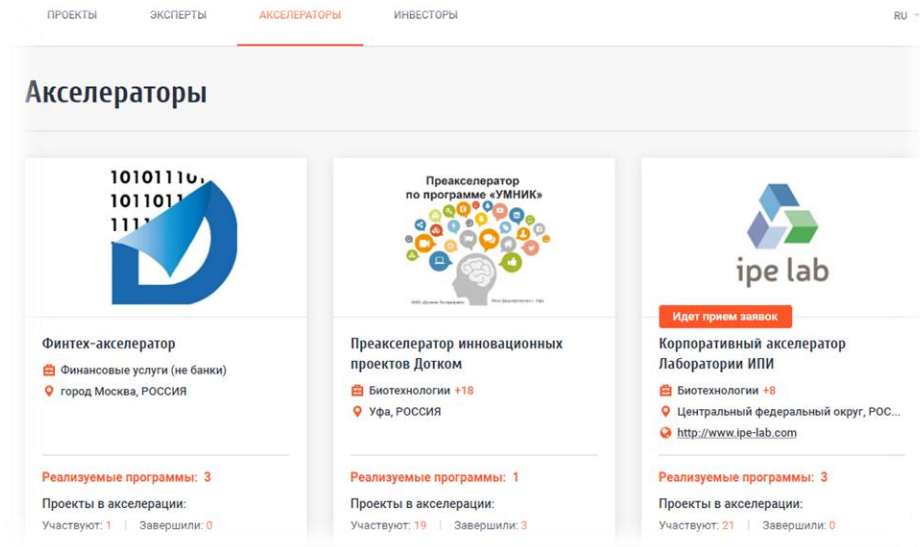 ПРОЕКТЫ ЭКСПЕРТЫ АКСЕЛЕРАТОРЫ ИНВЕСТОРЫ RU
Акселераторы
10101110
101101
1111
Финтех-акселератор
Финансовые услуги (не банки)
город Москва, РОССИЯ
Реализуемые программы: 3
Проекты в акселерации:
Участвуют: 1 | Завершили: 0
Преакселератор
по программе «УМНИК»
Преакселератор инновационных
проектов Дотком
Биотехнологии +18
Уфа, РОССИЯ
Реализуемые программы: 1
Проекты в акселерации:
Участвуют: 19 | Завершили: 3
ipe lab
Идет прием заявок
Корпоративный акселератор
Лаборатории ИПИ
Биотехнологии +8
Центральный федеральный округ, РОС...
http://www.ipe-lab.com
Реализуемые программы: 3
Проекты в акселерации:
Участвуют: 21 | Завершили: 0